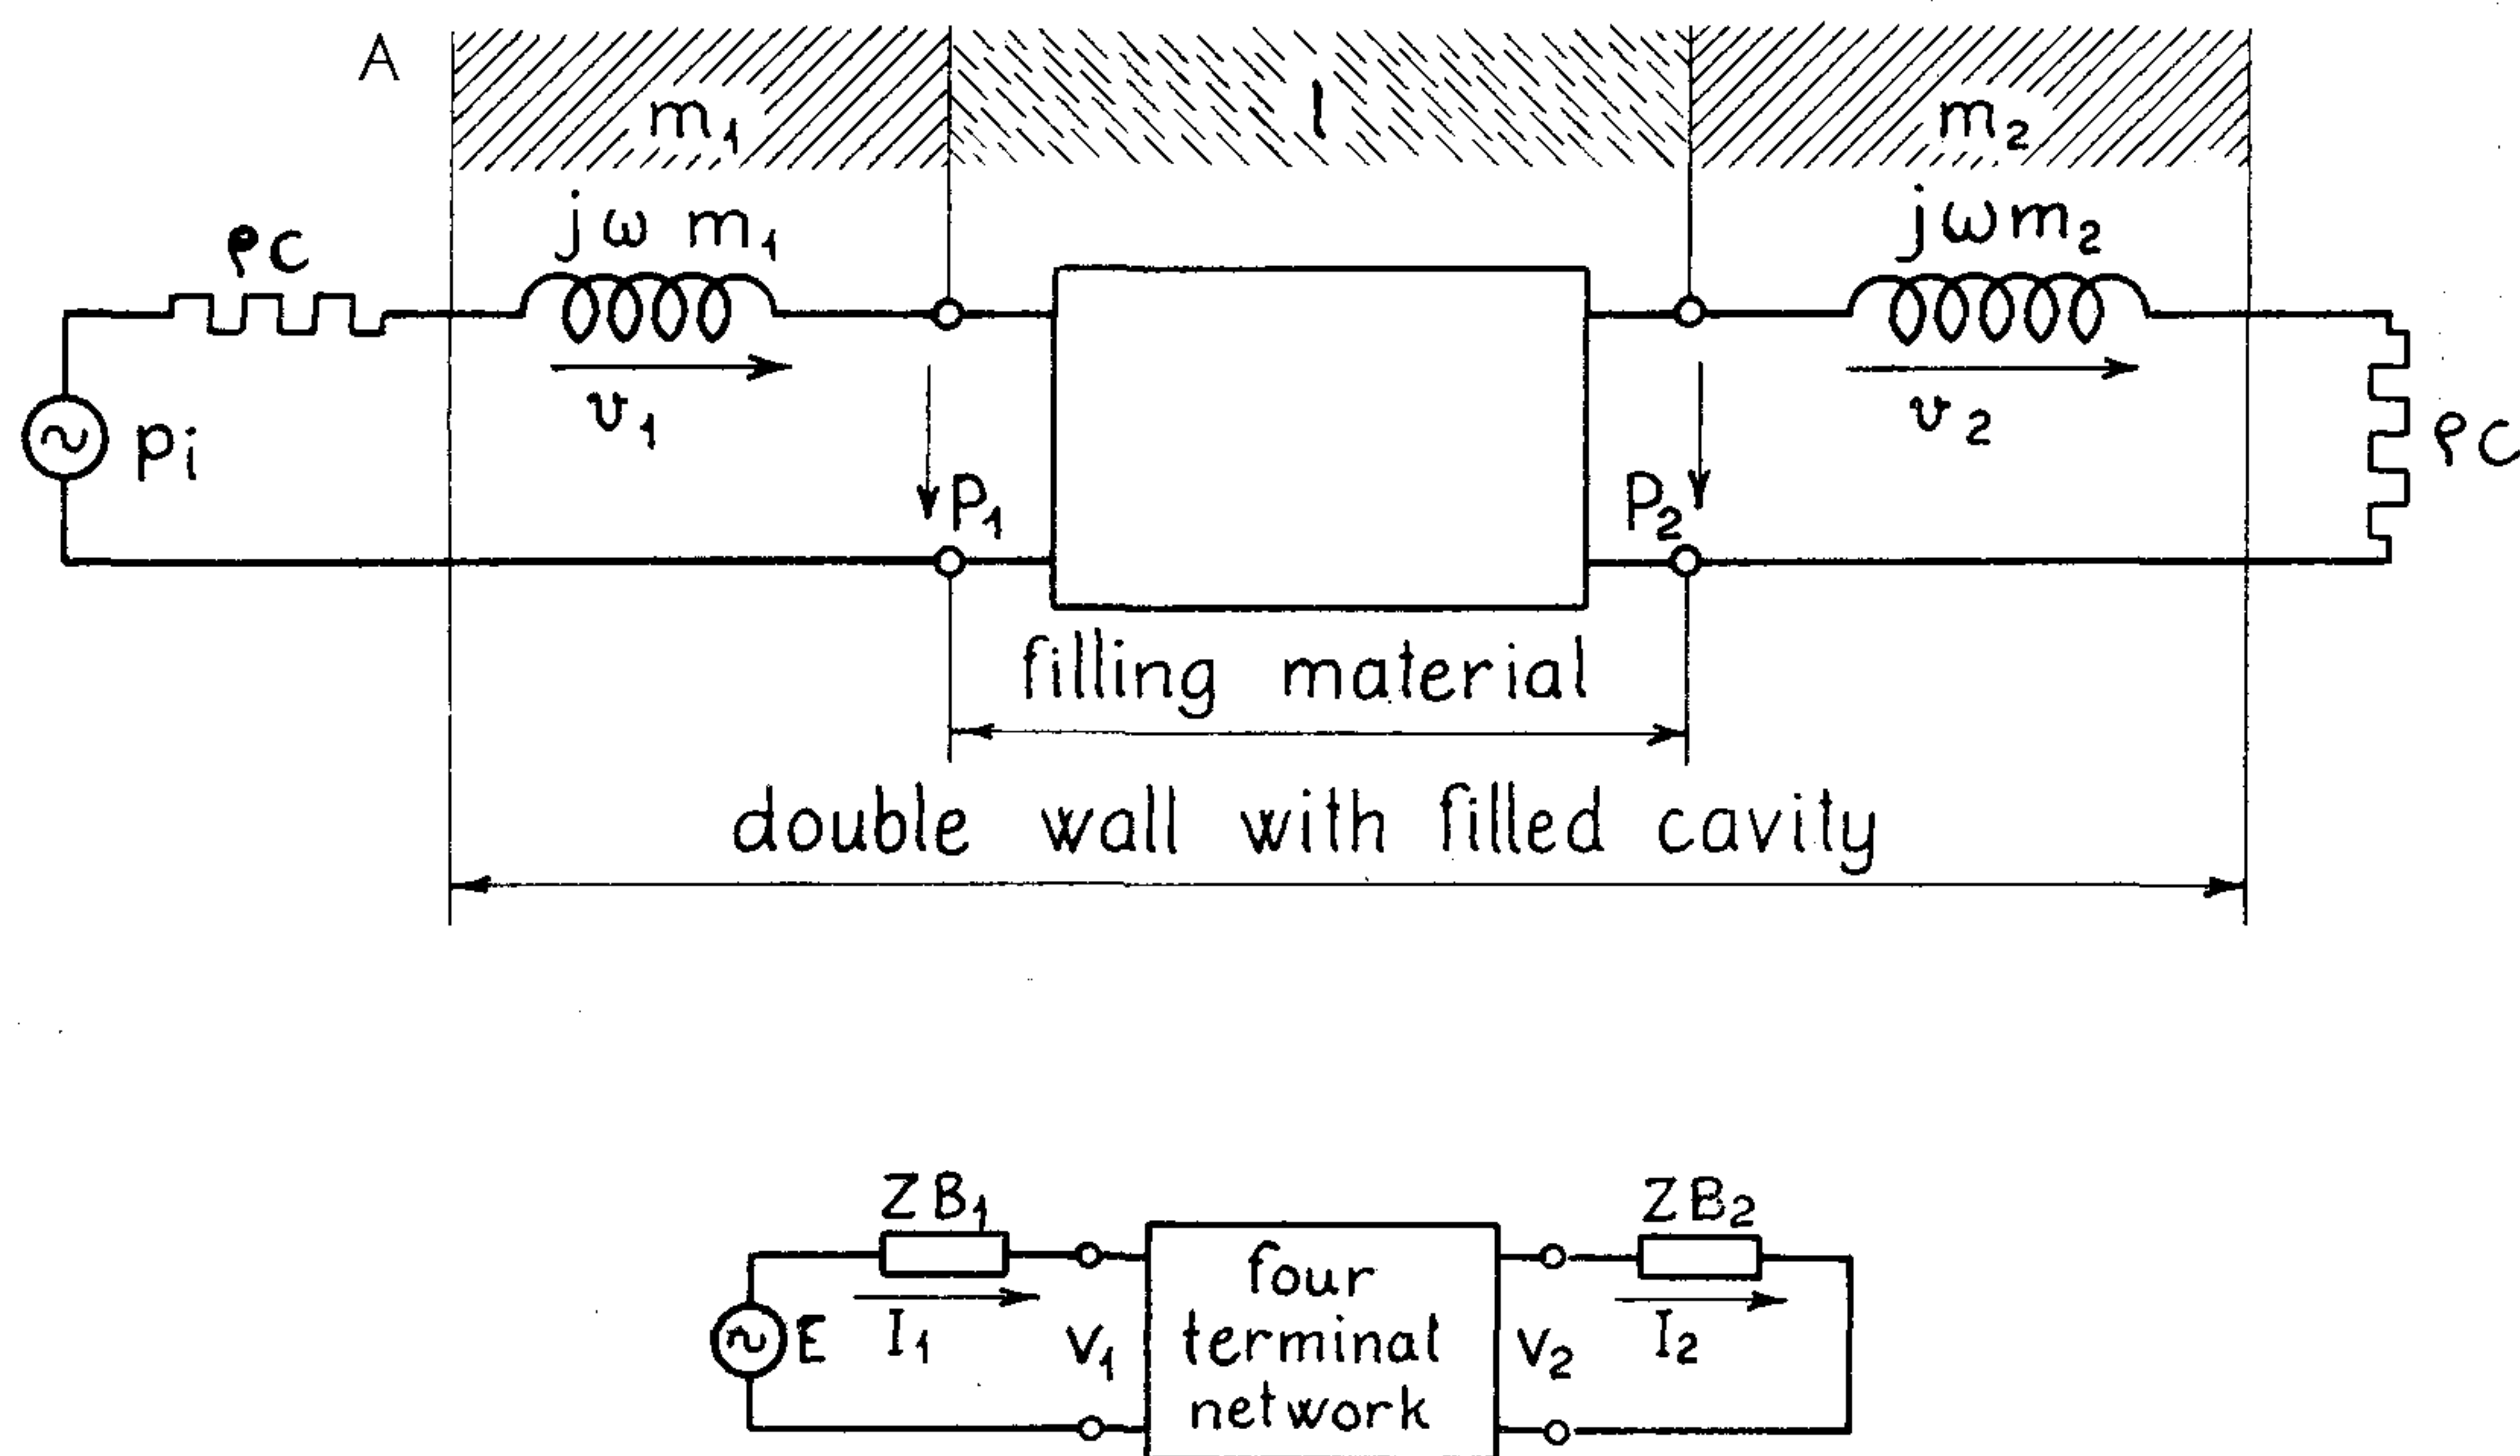 A
m₁ l m₂
ρc jω m₁ jωm₂
pi v₁ P₁ P₂ v₂ ρc
filling material
double wall with filled cavity
ZB₁ ZB₂
E I₁ V₁ four terminal network V₂ I₂